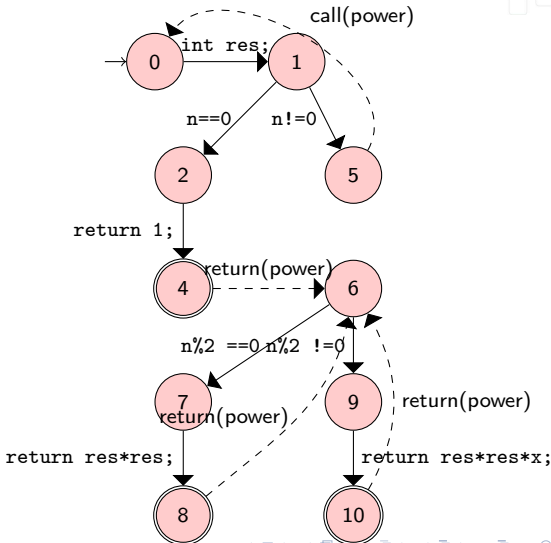 call(power)
int res;
0
1
n==0
n!=0
2
5
return 1;
return(power)
4
6
n%2 ==0
n%2 !=0
7
9
return(power)
return(power)
return res*res;
return res*res*x;
8
10